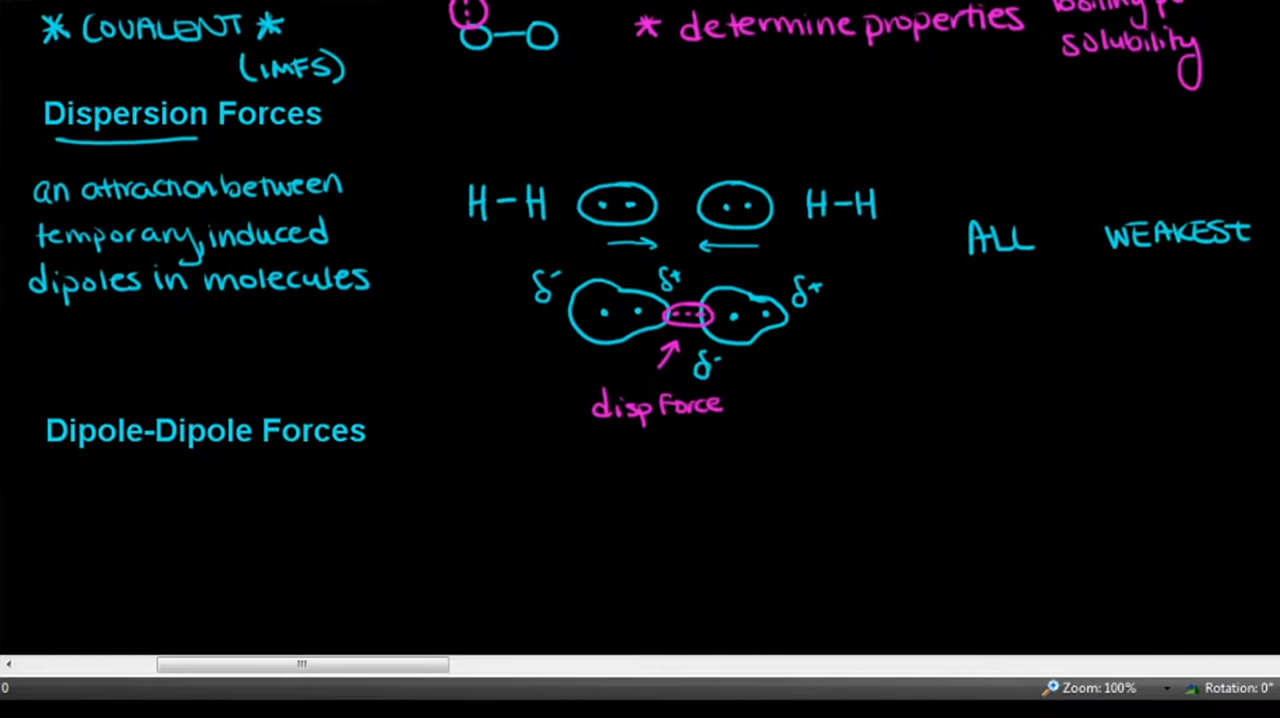 * COVALENT *
* determine properties
solubility
(IMFS)
Dispersion Forces
an attraction between
temporary, induced
dipoles in molecules
H-H H-H
ALL WEAKEST
δ- δ+ δ+
δ-
disp Force
Dipole-Dipole Forces
0 Zoom: 100% Rotation: 0°